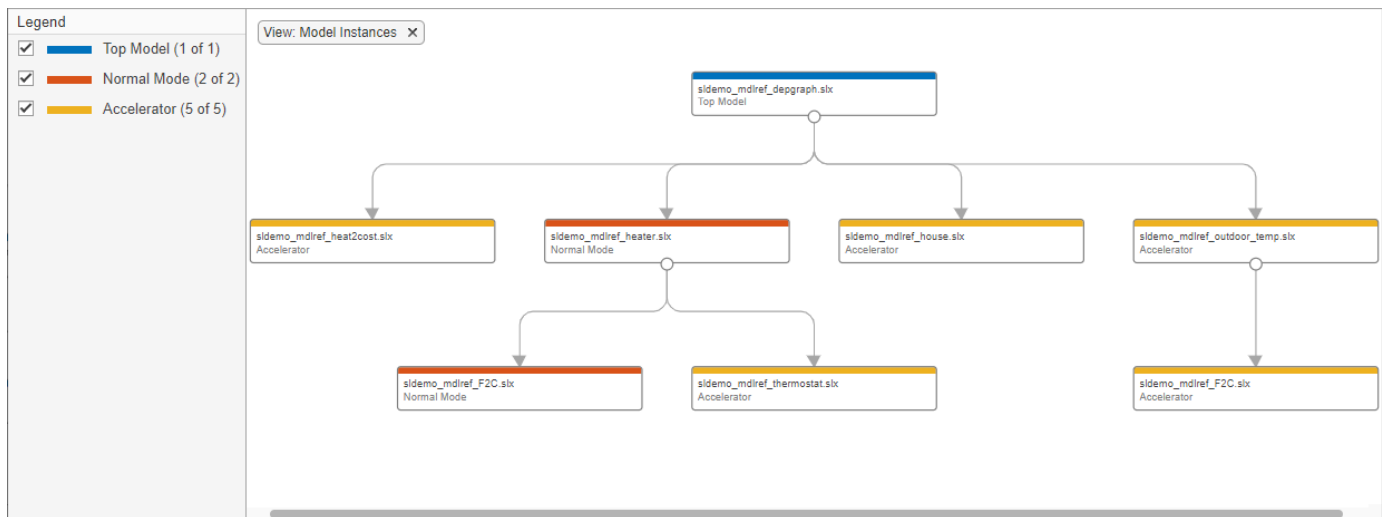 Legend
Top Model (1 of 1)
Normal Mode (2 of 2)
Accelerator (5 of 5)
View: Model Instances
sldemo_mdlref_depgraph.slx
Top Model
sldemo_mdlref_heat2cost.slx
Accelerator
sldemo_mdlref_heater.slx
Normal Mode
sldemo_mdlref_house.slx
Accelerator
sldemo_mdlref_outdoor_temp.slx
Accelerator
sldemo_mdlref_F2C.slx
Normal Mode
sldemo_mdlref_thermostat.slx
Accelerator
sldemo_mdlref_F2C.slx
Accelerator